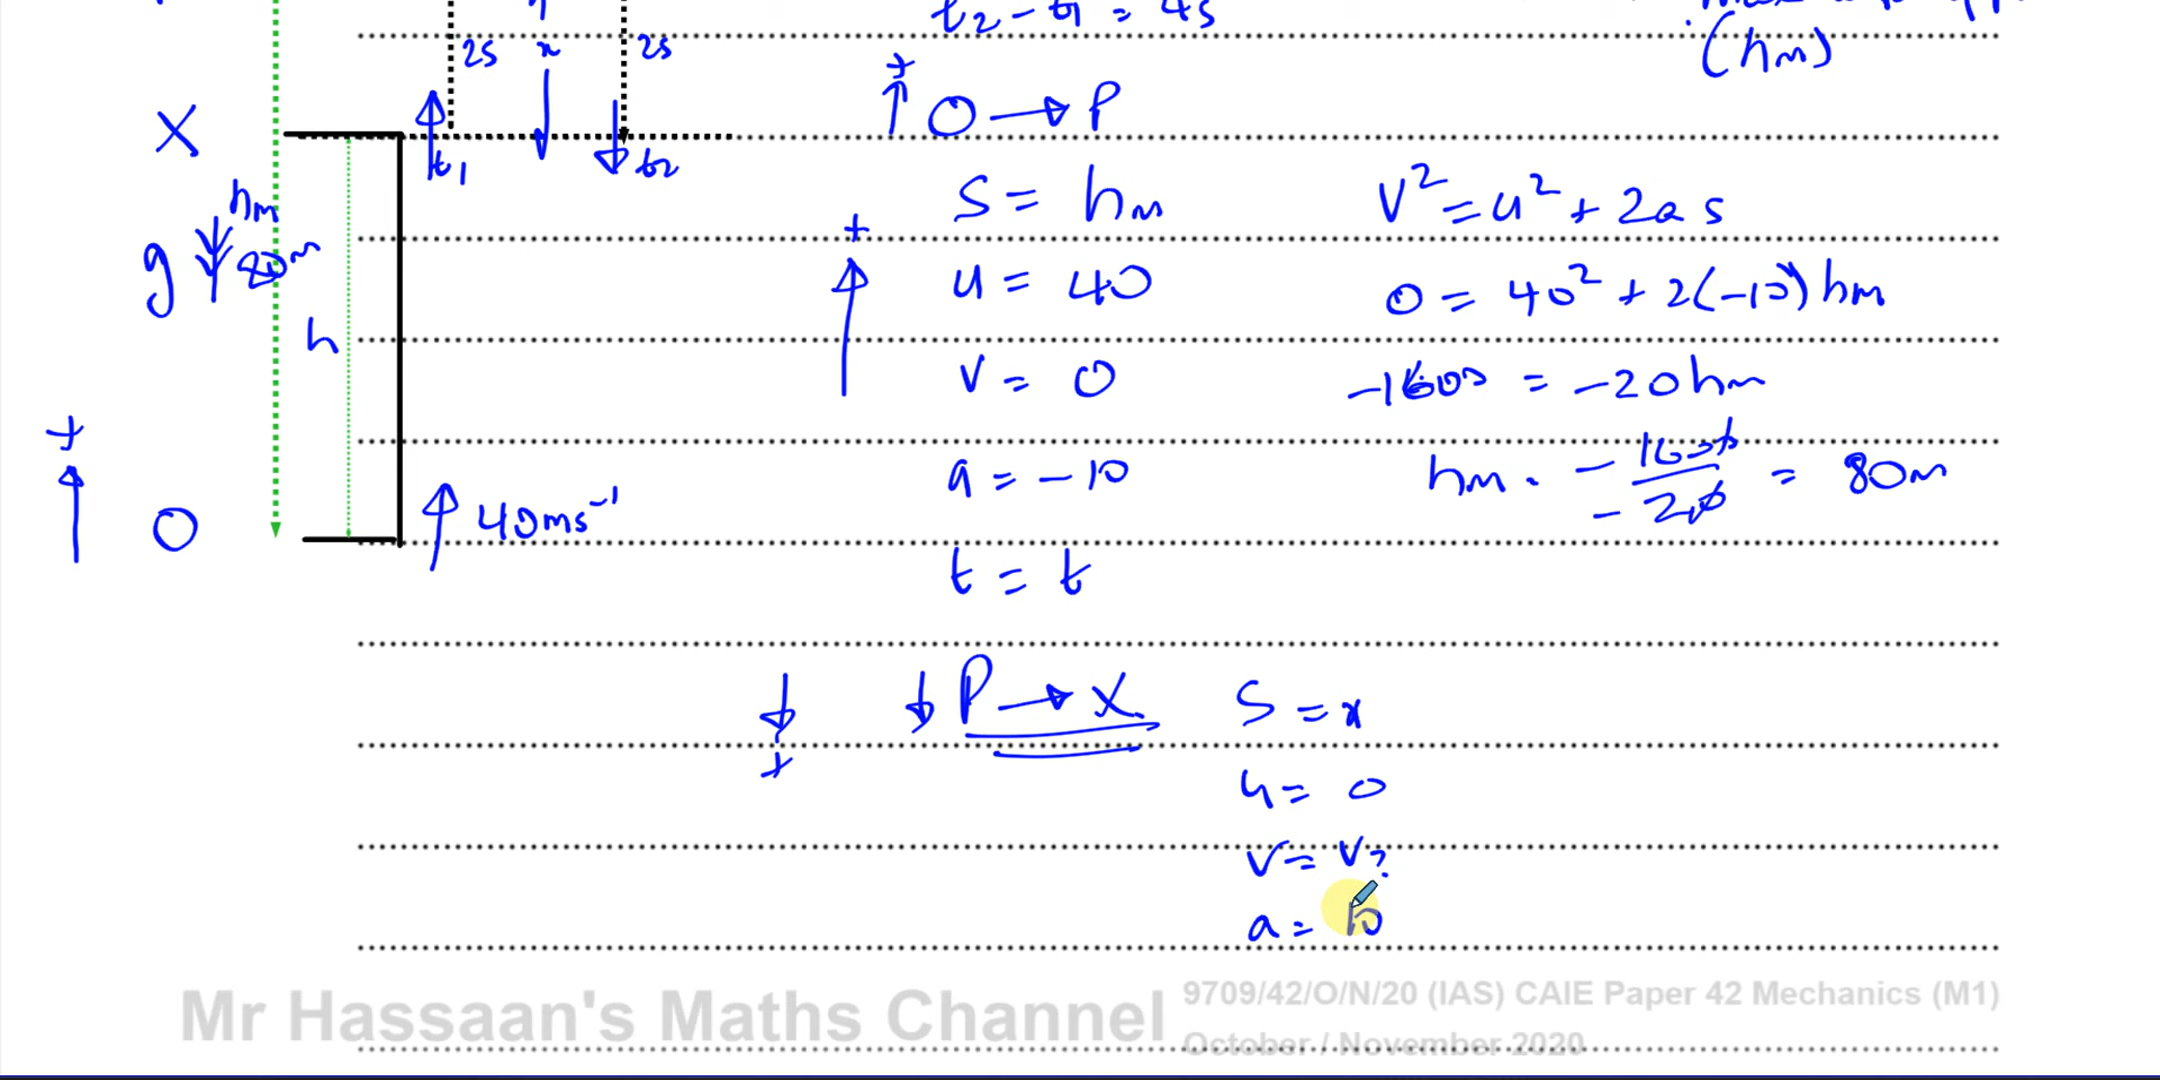 t₂ - t₁ = 4s
(hm)
2s x 2s
+
O → P
X
t₁ t₂
s = hm
v² = u² + 2as
hm
g 80m
+
u = 40
0 = 40² + 2(-10)hm
h
v = 0
-1600 = -20hm
+
a = -10
hm = -1600/-20 = 80m
O
40ms⁻¹
t = t
P → X
s = x
+
u = 0
v = v?
a = 10
Mr Hassaan's Maths Channel
9709/42/O/N/20 (IAS) CAIE Paper 42 Mechanics (M1)
October / November 2020